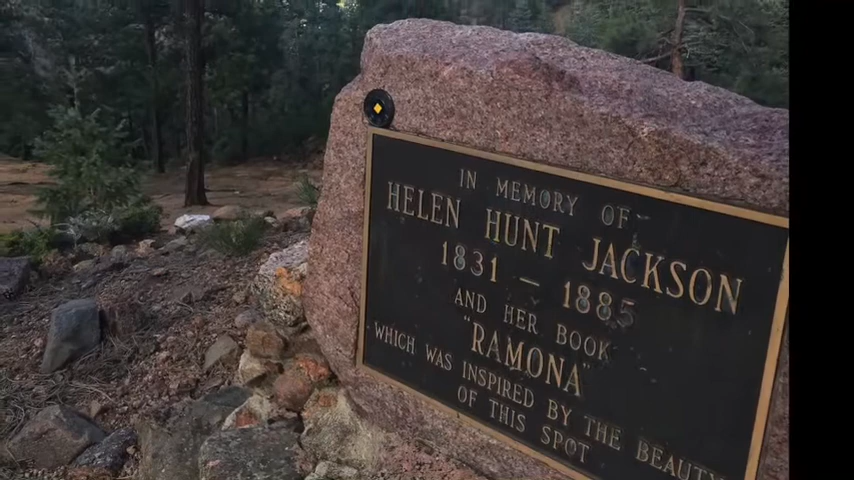 IN MEMORY OF
HELEN HUNT JACKSON
1831 — 1885
AND HER BOOK
"RAMONA"
WHICH WAS INSPIRED BY THE BEAUTY
OF THIS SPOT